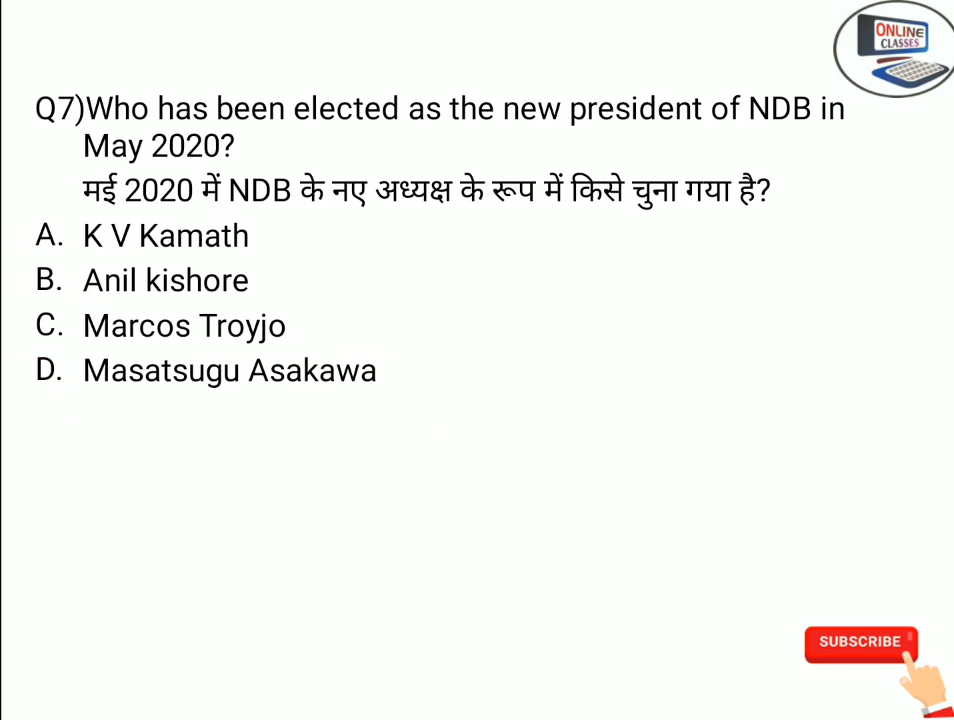 ONLINE
CLASSES
Q7)Who has been elected as the new president of NDB in
May 2020?
मई 2020 में NDB के नए अध्यक्ष के रूप में किसे चुना गया है?
A. K V Kamath
B. Anil kishore
C. Marcos Troyjo
D. Masatsugu Asakawa
SUBSCRIBE